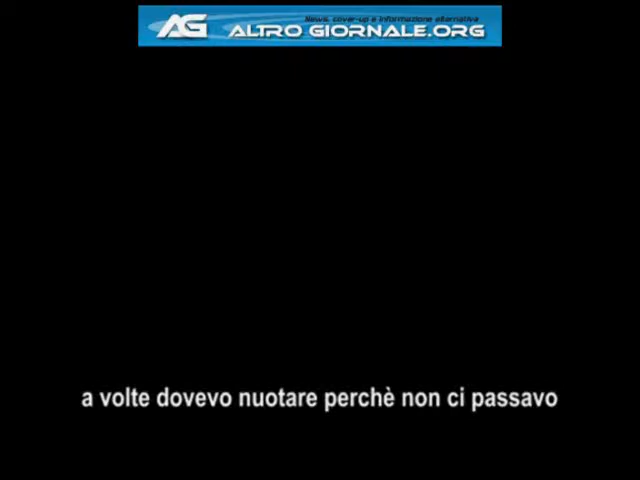 News, cover-up e informazione alternativa
AG ALTRO GIORNALE.ORG
a volte dovevo nuotare perchè non ci passavo